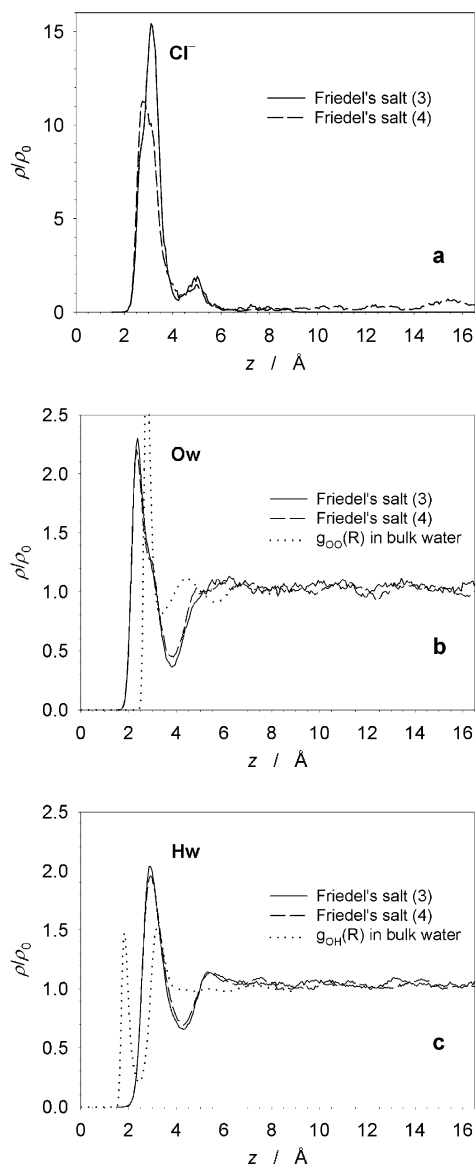 15
10
5
0
ρ/ρ₀
Cl⁻
Friedel's salt (3)
Friedel's salt (4)
a
0 2 4 6 8 10 12 14 16
z / Å
2.5
2.0
1.5
1.0
0.5
0.0
ρ/ρ₀
Ow
Friedel's salt (3)
Friedel's salt (4)
gOO(R) in bulk water
b
0 2 4 6 8 10 12 14 16
z / Å
2.5
2.0
1.5
1.0
0.5
0.0
ρ/ρ₀
Hw
Friedel's salt (3)
Friedel's salt (4)
gOH(R) in bulk water
c
0 2 4 6 8 10 12 14 16
z / Å